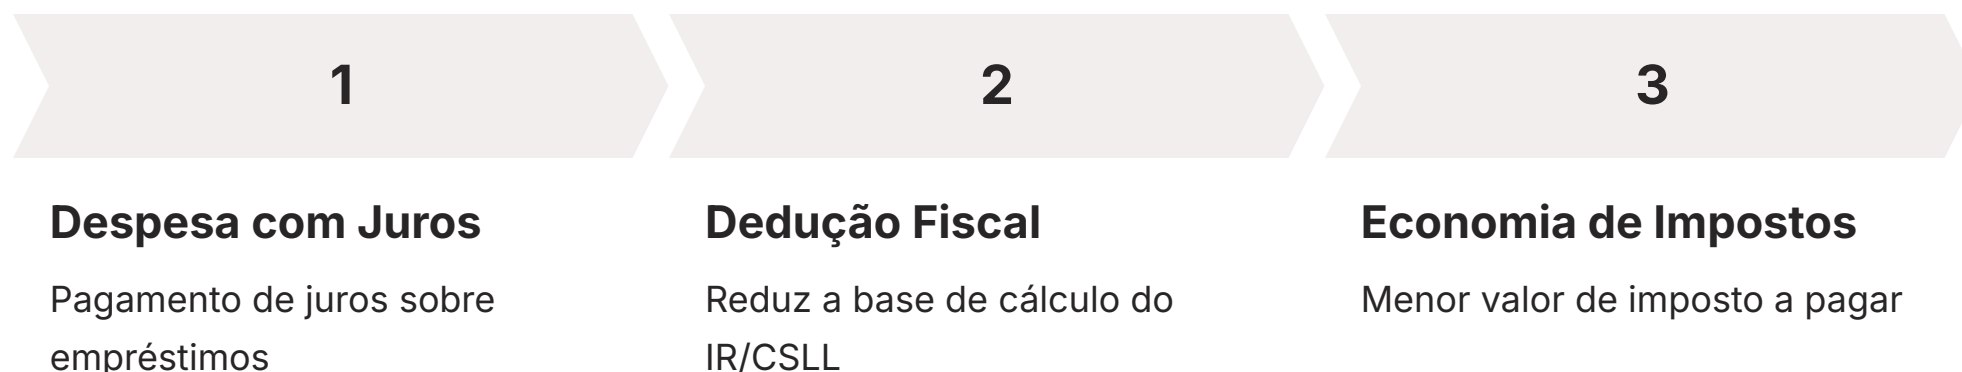 1
Despesa com Juros
Pagamento de juros sobre
empréstimos
2
Dedução Fiscal
Reduz a base de cálculo do
IR/CSLL
3
Economia de Impostos
Menor valor de imposto a pagar